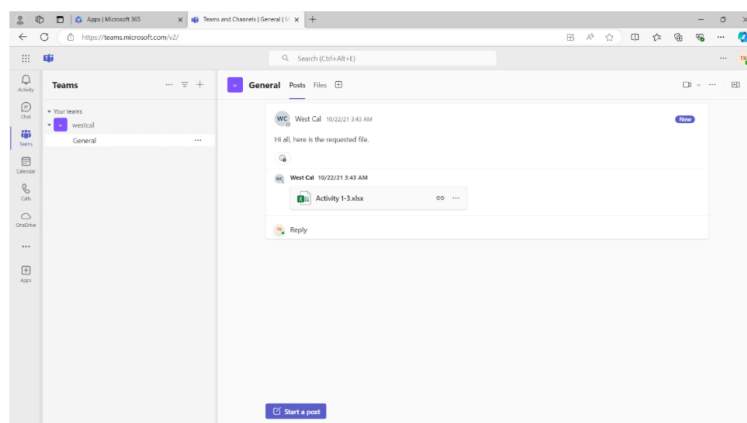 Apps | Microsoft 365
Teams and Channels | General | M
https://teams.microsoft.com/v2/
Search (Ctrl+Alt+E)
Activity
Chat
Teams
Calendar
Calls
OneDrive
Apps
Teams
Your teams
westcal
General
General Posts Files
WC West Cal 10/22/21 3:43 AM New
Hi all, here is the requested file.
WC West Cal 10/22/21 3:43 AM
Activity 1-3.xlsx
Reply
Start a post